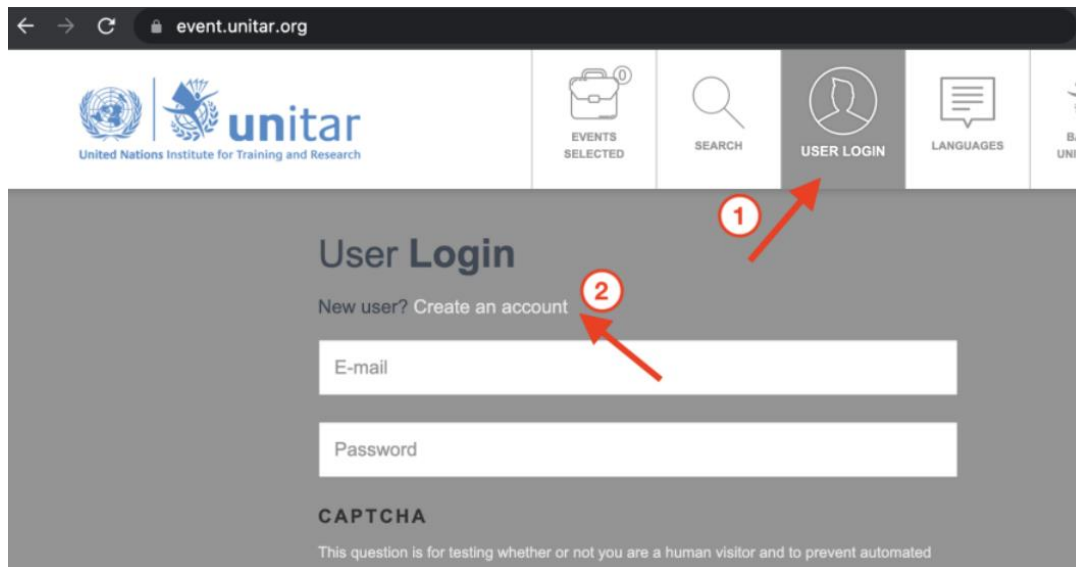 event.unitar.org
unitar
United Nations Institute for Training and Research
0
EVENTS
SELECTED
SEARCH
USER LOGIN
LANGUAGES
1
User Login
2
New user? Create an account
E-mail
Password
CAPTCHA
This question is for testing whether or not you are a human visitor and to prevent automated